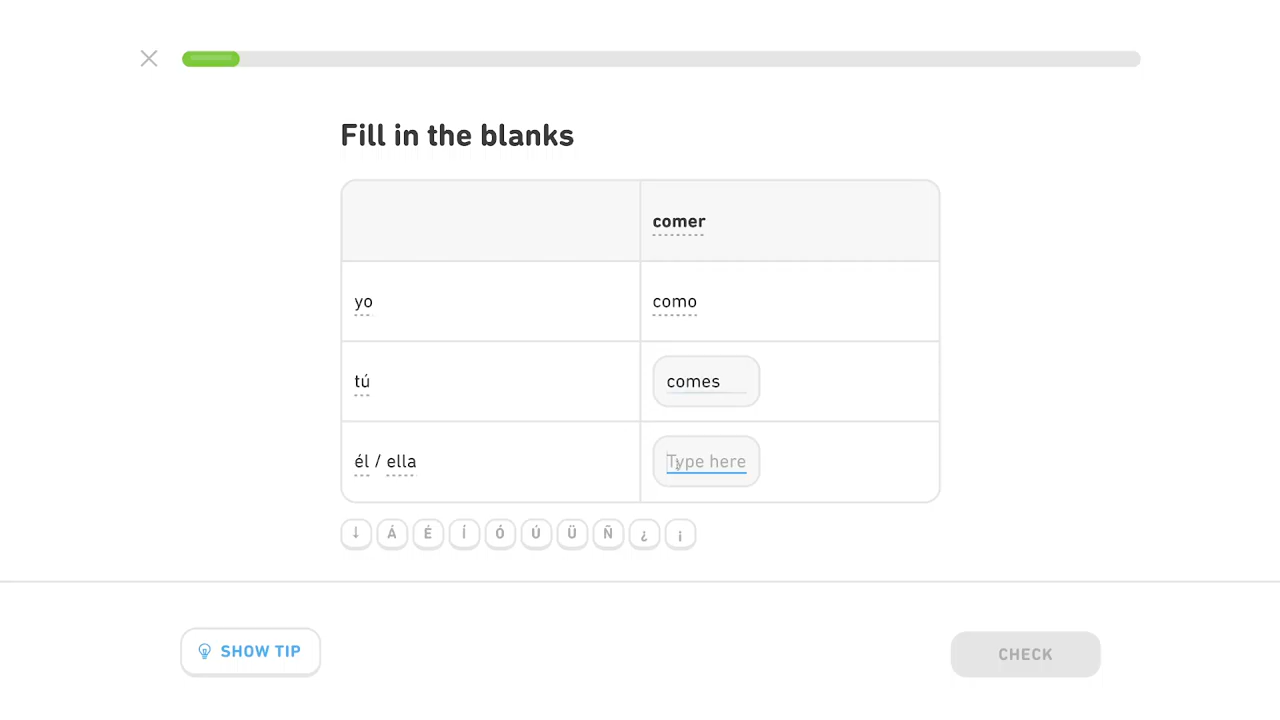 Fill in the blanks
comer
yo como
tú comes
él / ella Type here
↓ Á É Í Ó Ú Ü Ñ ¿ ¡
SHOW TIP CHECK